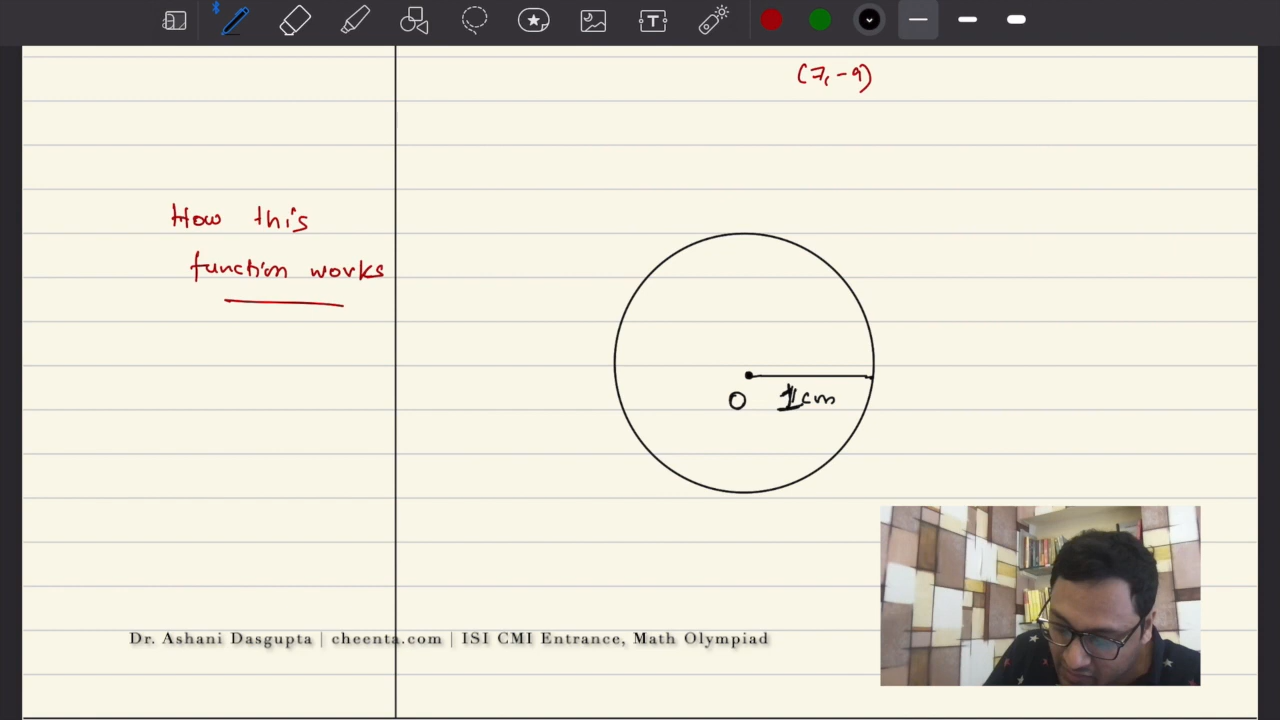 (7, -9)
How this
function works
O 1cm
Dr. Ashani Dasgupta | cheenta.com | ISI CMI Entrance, Math Olympiad